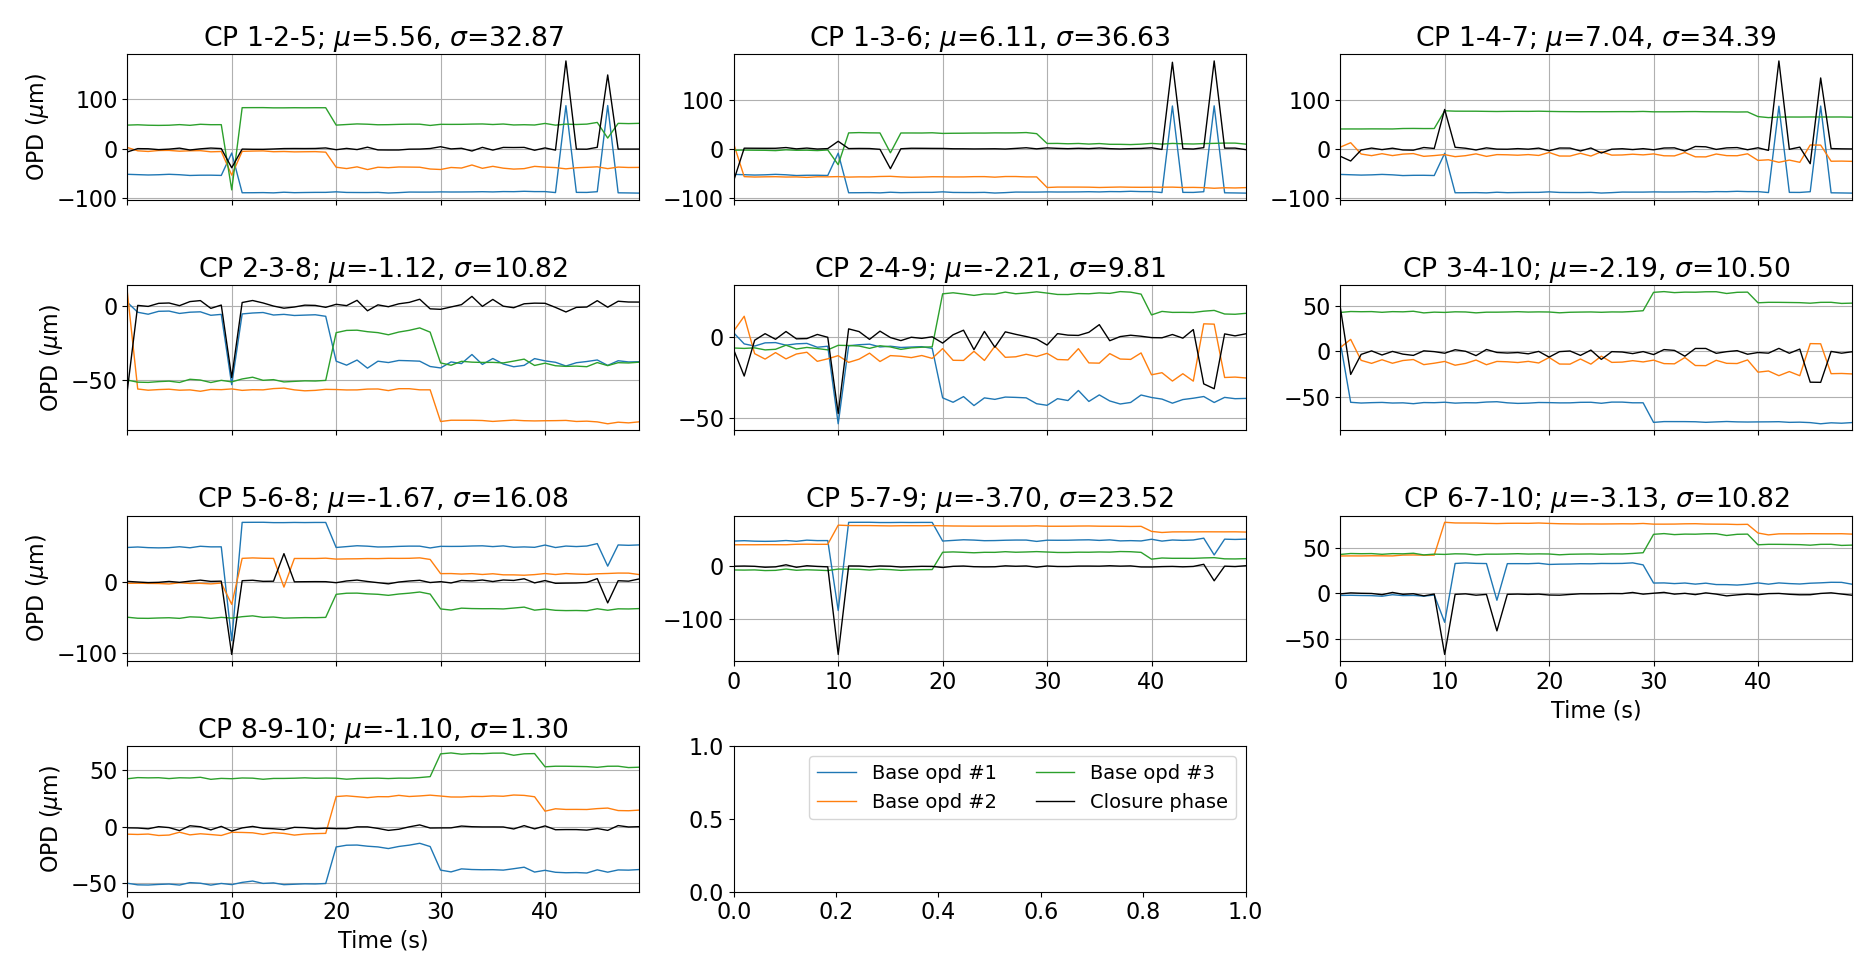 CP 1-2-5; μ=5.56, σ=32.87
CP 1-3-6; μ=6.11, σ=36.63
CP 1-4-7; μ=7.04, σ=34.39
OPD (μm)
100
0
−100
100
0
−100
100
0
−100
CP 2-3-8; μ=-1.12, σ=10.82
CP 2-4-9; μ=-2.21, σ=9.81
CP 3-4-10; μ=-2.19, σ=10.50
OPD (μm)
0
−50
0
−50
50
0
−50
CP 5-6-8; μ=-1.67, σ=16.08
CP 5-7-9; μ=-3.70, σ=23.52
CP 6-7-10; μ=-3.13, σ=10.82
OPD (μm)
0
−100
0
−100
50
0
−50
0 10 20 30 40
0 10 20 30 40
Time (s)
CP 8-9-10; μ=-1.10, σ=1.30
OPD (μm)
50
0
−50
0 10 20 30 40
Time (s)
1.0
0.5
0.0
Base opd #1
Base opd #2
Base opd #3
Closure phase
0.0 0.2 0.4 0.6 0.8 1.0